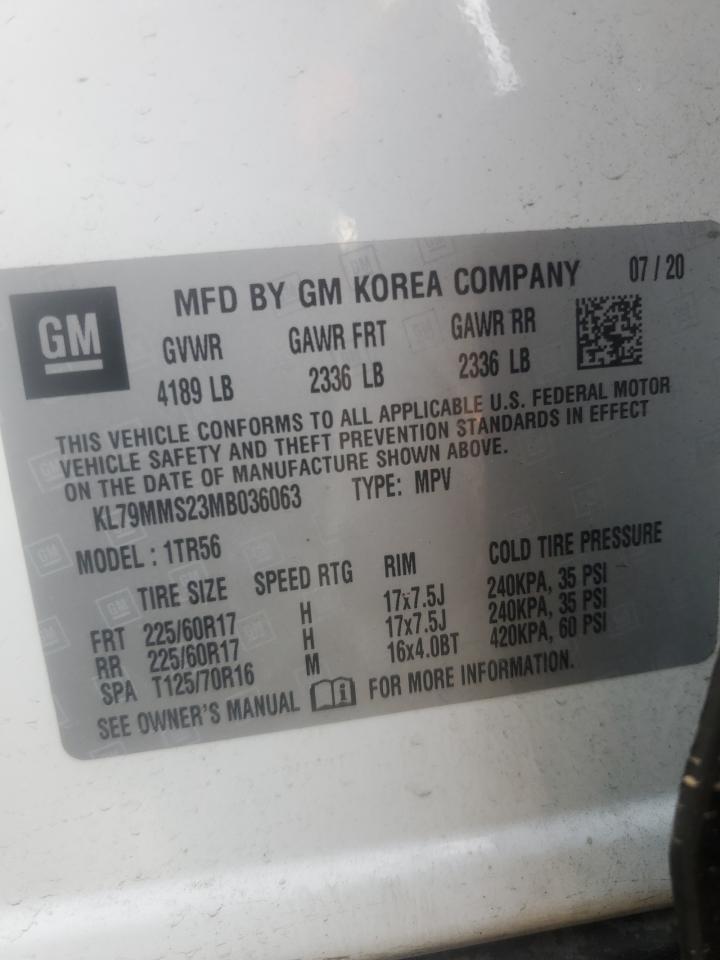 GM
MFD BY GM KOREA COMPANY 07 / 20
GVWR GAWR FRT GAWR RR
4189 LB 2336 LB 2336 LB
THIS VEHICLE CONFORMS TO ALL APPLICABLE U.S. FEDERAL MOTOR
VEHICLE SAFETY AND THEFT PREVENTION STANDARDS IN EFFECT
ON THE DATE OF MANUFACTURE SHOWN ABOVE.
KL79MMS23MB036063 TYPE: MPV
MODEL : 1TR56
TIRE SIZE SPEED RTG RIM COLD TIRE PRESSURE
FRT 225/60R17 H 17x7.5J 240KPA, 35 PSI
RR 225/60R17 H 17x7.5J 240KPA, 35 PSI
SPA T125/70R16 M 16x4.0BT 420KPA, 60 PSI
SEE OWNER'S MANUAL i FOR MORE INFORMATION.